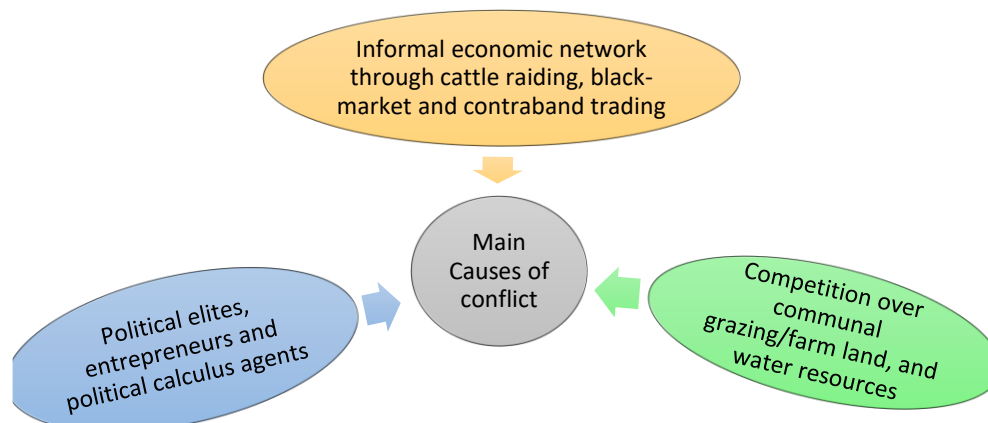 Informal economic network
through cattle raiding, black-
market and contraband trading
Main
Causes of
conflict
Political elites,
entrepreneurs and
political calculus agents
Competition over
communal
grazing/farm land, and
water resources